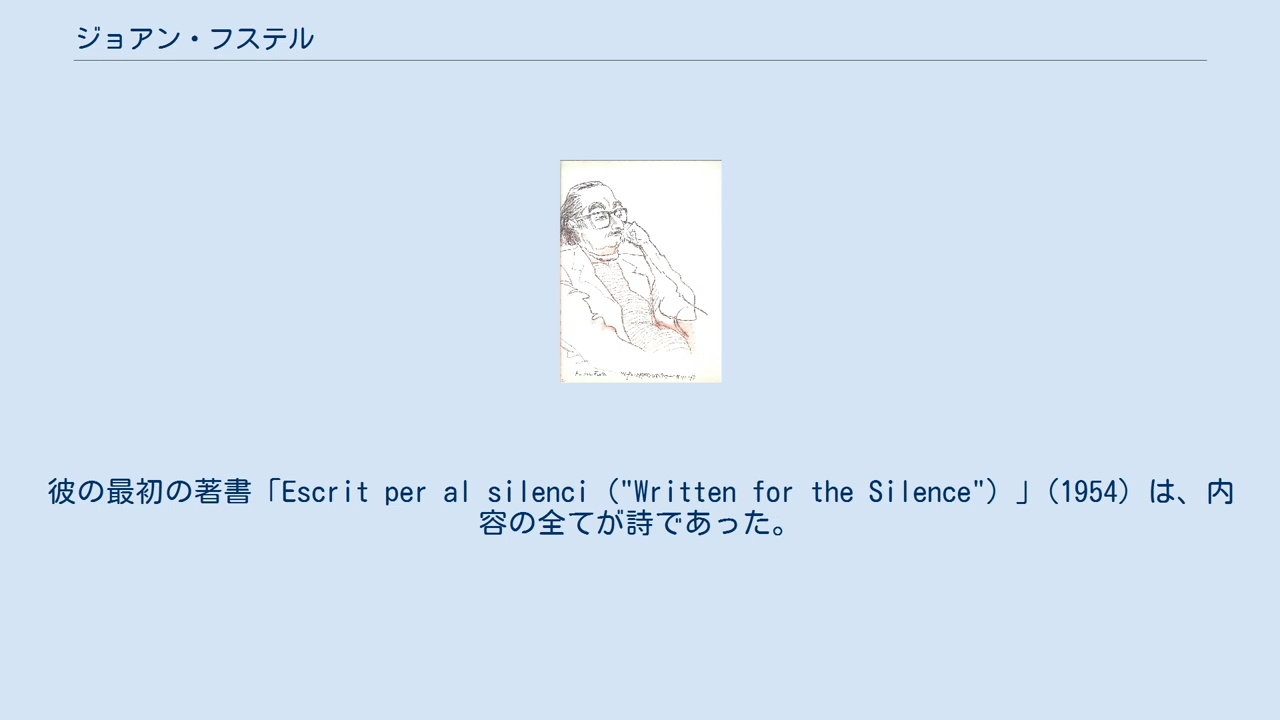 ジョアン・フステル
彼の最初の著書「Escrit per al silenci ("Written for the Silence") 」(1954) は、内
容の全てが詩であった。